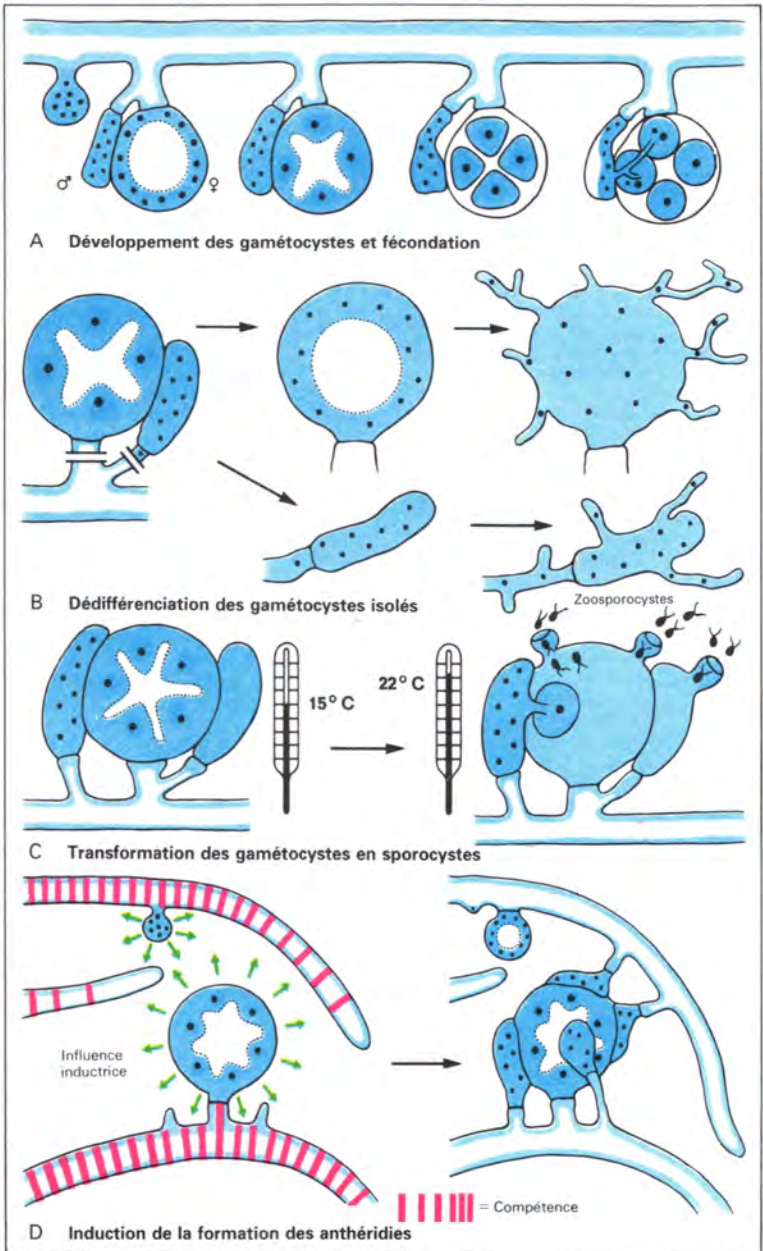 ♂
♀
A Développement des gamétocystes et fécondation
Zoosporocystes
B Dédifférenciation des gamétocystes isolés
15° C
22° C
C Transformation des gamétocystes en sporocystes
Influence
inductrice
= Compétence
D Induction de la formation des anthéridies